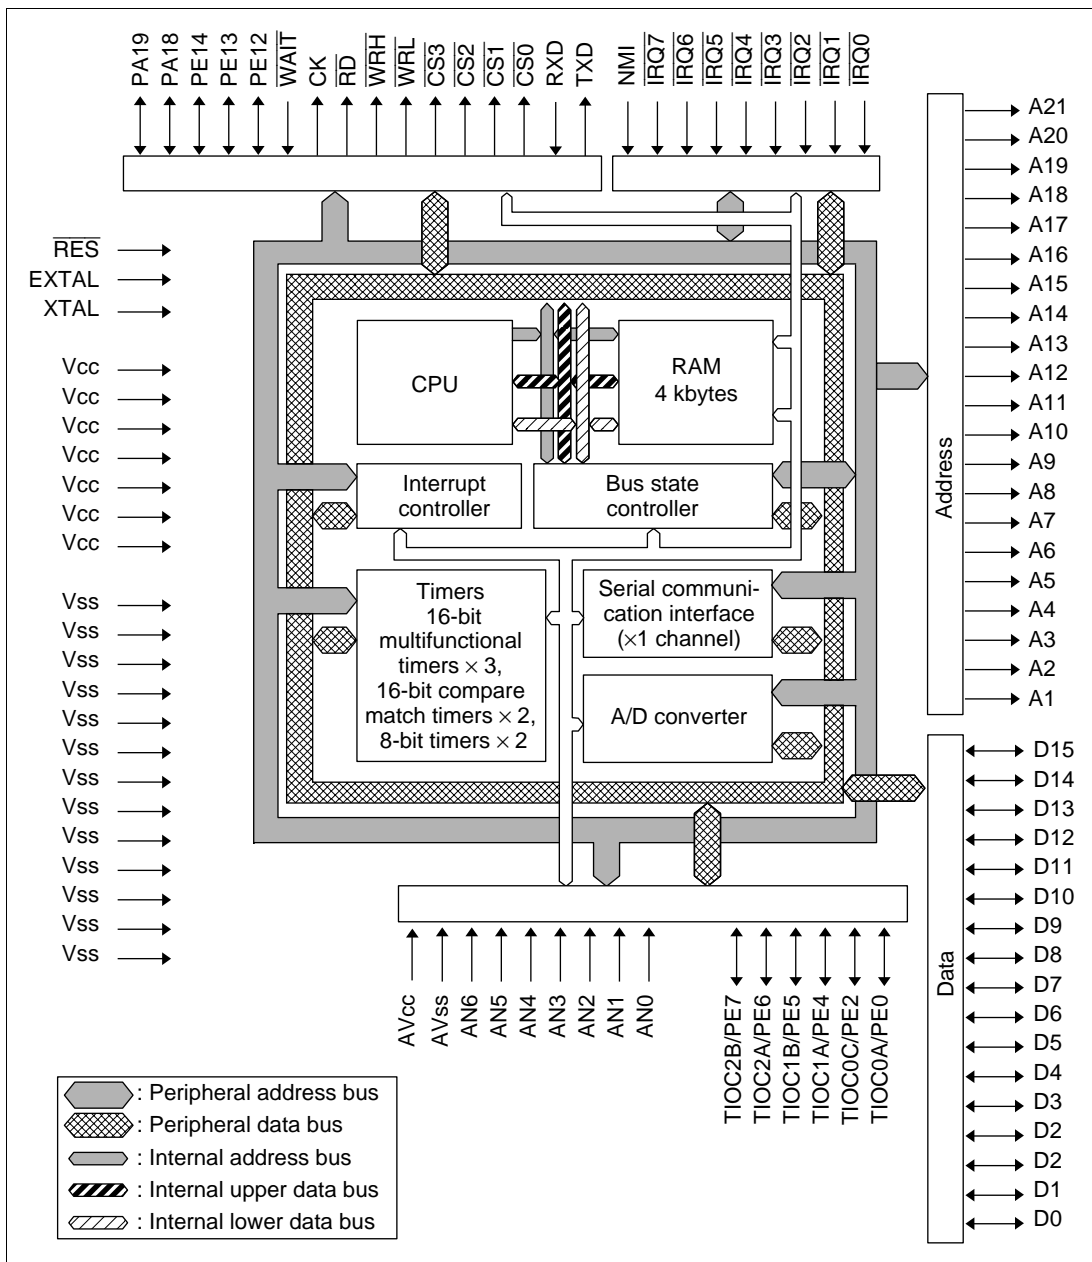 PA19
PA18
PE14
PE13
PE12
WAIT
CK
RD
WRH
WRL
CS3
CS2
CS1
CS0
RXD
TXD
NMI
IRQ7
IRQ6
IRQ5
IRQ4
IRQ3
IRQ2
IRQ1
IRQ0
RES
EXTAL
XTAL
Vcc
Vcc
Vcc
Vcc
Vcc
Vcc
Vcc
Vss
Vss
Vss
Vss
Vss
Vss
Vss
Vss
Vss
Vss
Vss
Vss
Vss
CPU
RAM
4 kbytes
Interrupt
controller
Bus state
controller
Timers
16-bit
multifunctional
timers × 3,
16-bit compare
match timers × 2,
8-bit timers × 2
Serial communi-
cation interface
(×1 channel)
A/D converter
Address
A21
A20
A19
A18
A17
A16
A15
A14
A13
A12
A11
A10
A9
A8
A7
A6
A5
A4
A3
A2
A1
Data
D15
D14
D13
D12
D11
D10
D9
D8
D7
D6
D5
D4
D3
D2
D2
D1
D0
AVcc
AVss
AN6
AN5
AN4
AN3
AN2
AN1
AN0
TIOC2B/PE7
TIOC2A/PE6
TIOC1B/PE5
TIOC1A/PE4
TIOC0C/PE2
TIOC0A/PE0
: Peripheral address bus
: Peripheral data bus
: Internal address bus
: Internal upper data bus
: Internal lower data bus